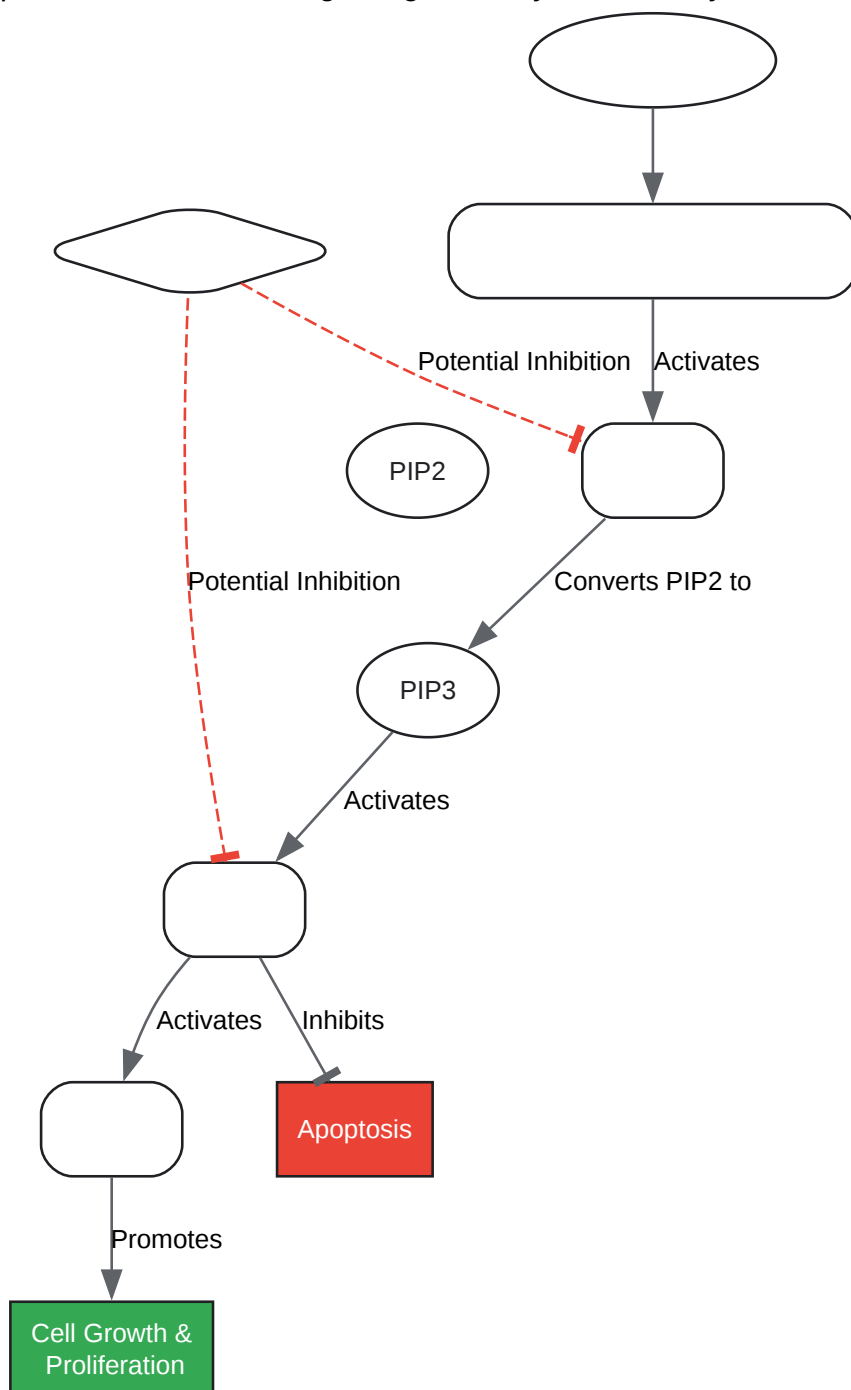 Potential Inhibition
Activates
PIP2
Potential Inhibition
Converts PIP2 to
PIP3
Activates
Activates
Inhibits
Apoptosis
Promotes
Cell Growth &
Proliferation